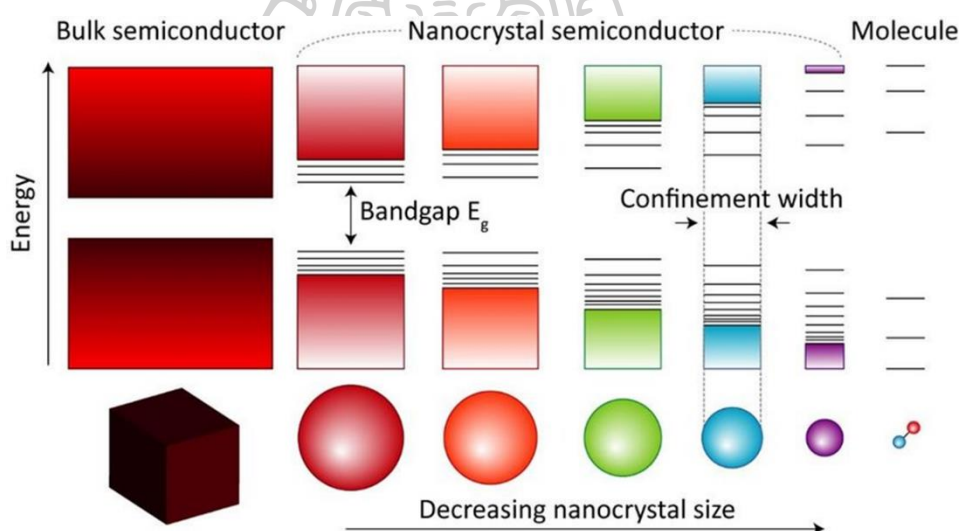 Bulk semiconductor
Nanocrystal semiconductor
Molecule
Energy
Bandgap Eg
Confinement width
Decreasing nanocrystal size